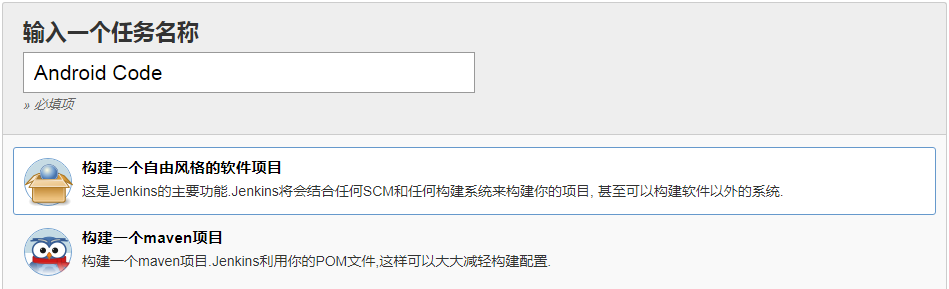 输入一个任务名称
Android Code
» 必填项
构建一个自由风格的软件项目
这是Jenkins的主要功能.Jenkins将会结合任何SCM和任何构建系统来构建你的项目, 甚至可以构建软件以外的系统.
构建一个maven项目
构建一个maven项目.Jenkins利用你的POM文件,这样可以大大减轻构建配置.